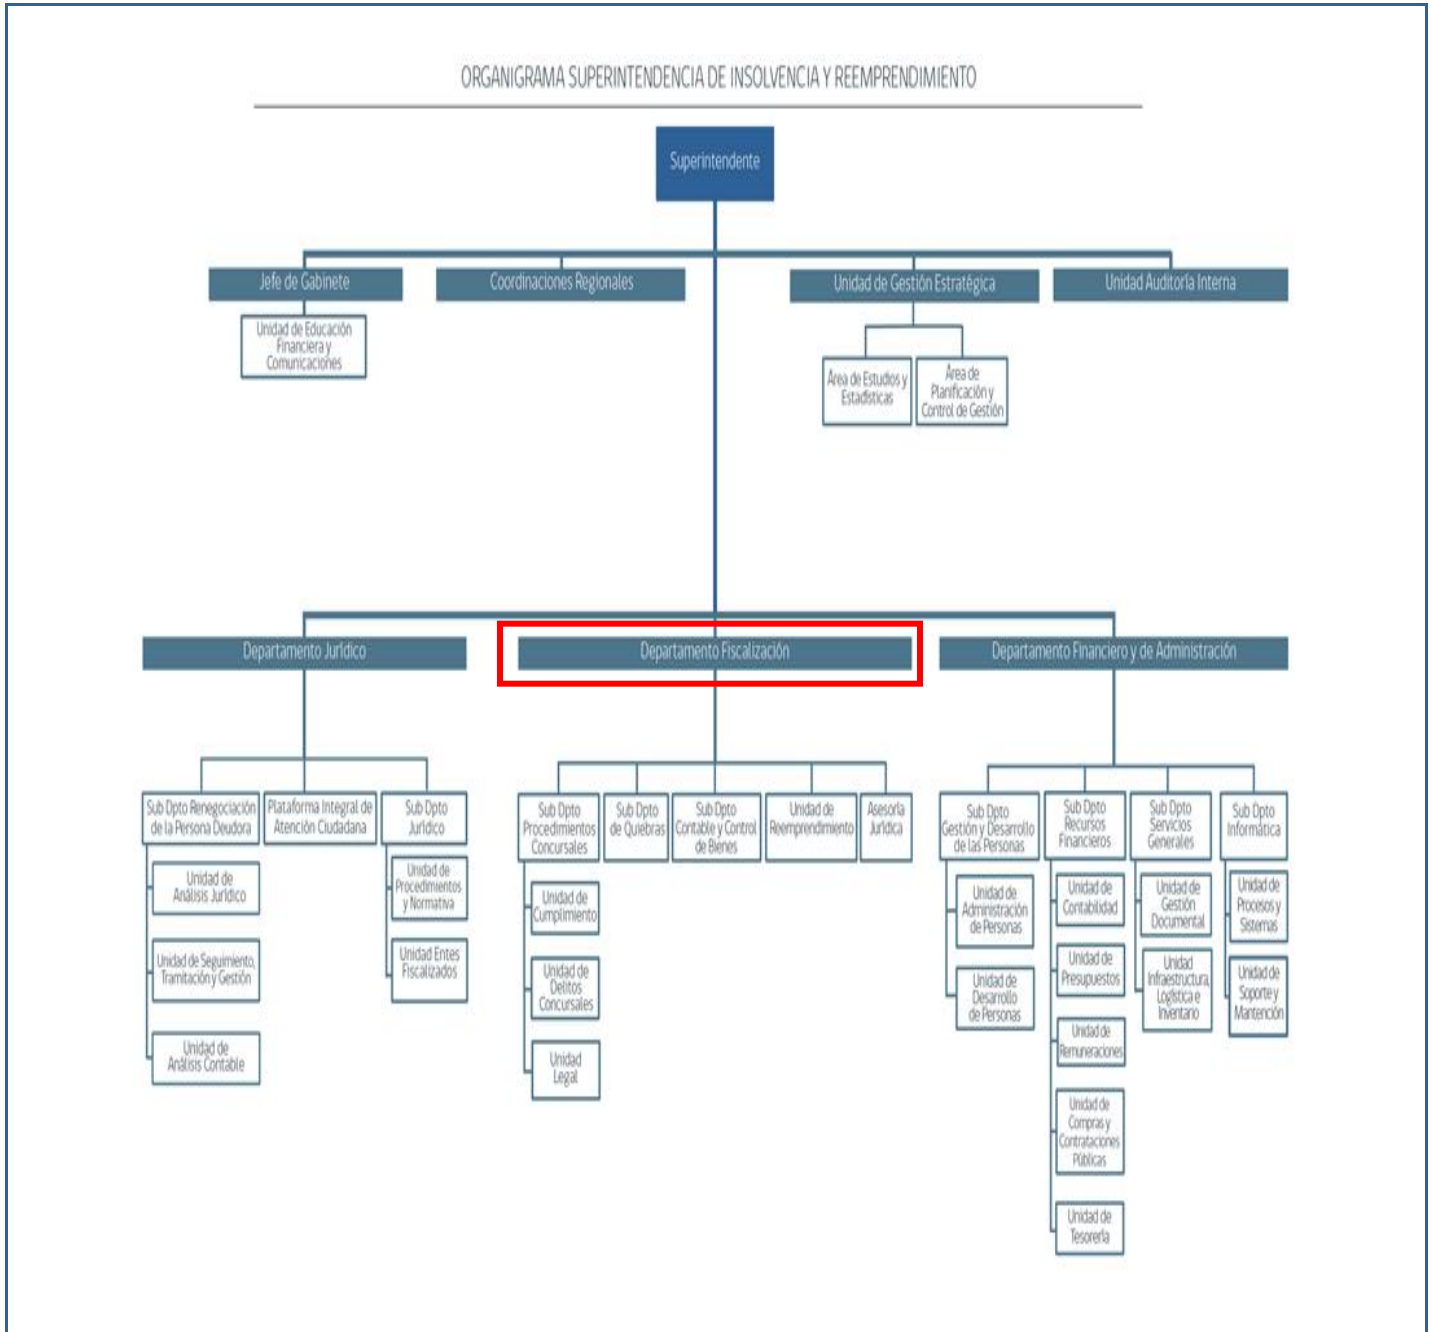 ORGANIGRAMA SUPERINTENDENCIA DE INSOLVENCIA Y REEMPRENDIMIENTO
Superintendente
Jefe de Gabinete
Coordinaciones Regionales
Unidad de Gestión Estratégica
Unidad Auditoría Interna
Unidad de Educación
Financiera y
Comunicaciones
Área de Estudios y
Estadísticas
Área de
Planificación y
Control de Gestión
Departamento Jurídico
Departamento Fiscalización
Departamento Financiero y de Administración
Sub Dpto Renegociación
de la Persona Deudora
Plataforma Integral de
Atención Ciudadana
Sub Dpto
Jurídico
Unidad de
Análisis Jurídico
Unidad de Seguimiento,
Tramitación y Gestión
Unidad de
Análisis Contable
Unidad de
Procedimientos
y Normativa
Unidad Entes
Fiscalizados
Sub Dpto
Procedimientos
Concursales
Sub Dpto
de Quiebras
Sub Dpto
Contable y Control
de Bienes
Unidad de
Reemprendimiento
Asesoría
Jurídica
Unidad de
Cumplimiento
Unidad de
Delitos
Concursales
Unidad
Legal
Sub Dpto
Gestión y Desarrollo
de las Personas
Sub Dpto
Recursos
Financieros
Sub Dpto
Servicios
Generales
Sub Dpto
Informática
Unidad de
Administración
de Personas
Unidad de
Desarrollo
de Personas
Unidad de
Contabilidad
Unidad de
Presupuestos
Unidad de
Remuneraciones
Unidad de
Compras y
Contrataciones
Públicas
Unidad de
Tesorería
Unidad de
Gestión
Documental
Unidad
Infraestructura,
Logística e
Inventario
Unidad de
Procesos y
Sistemas
Unidad de
Soporte y
Mantención